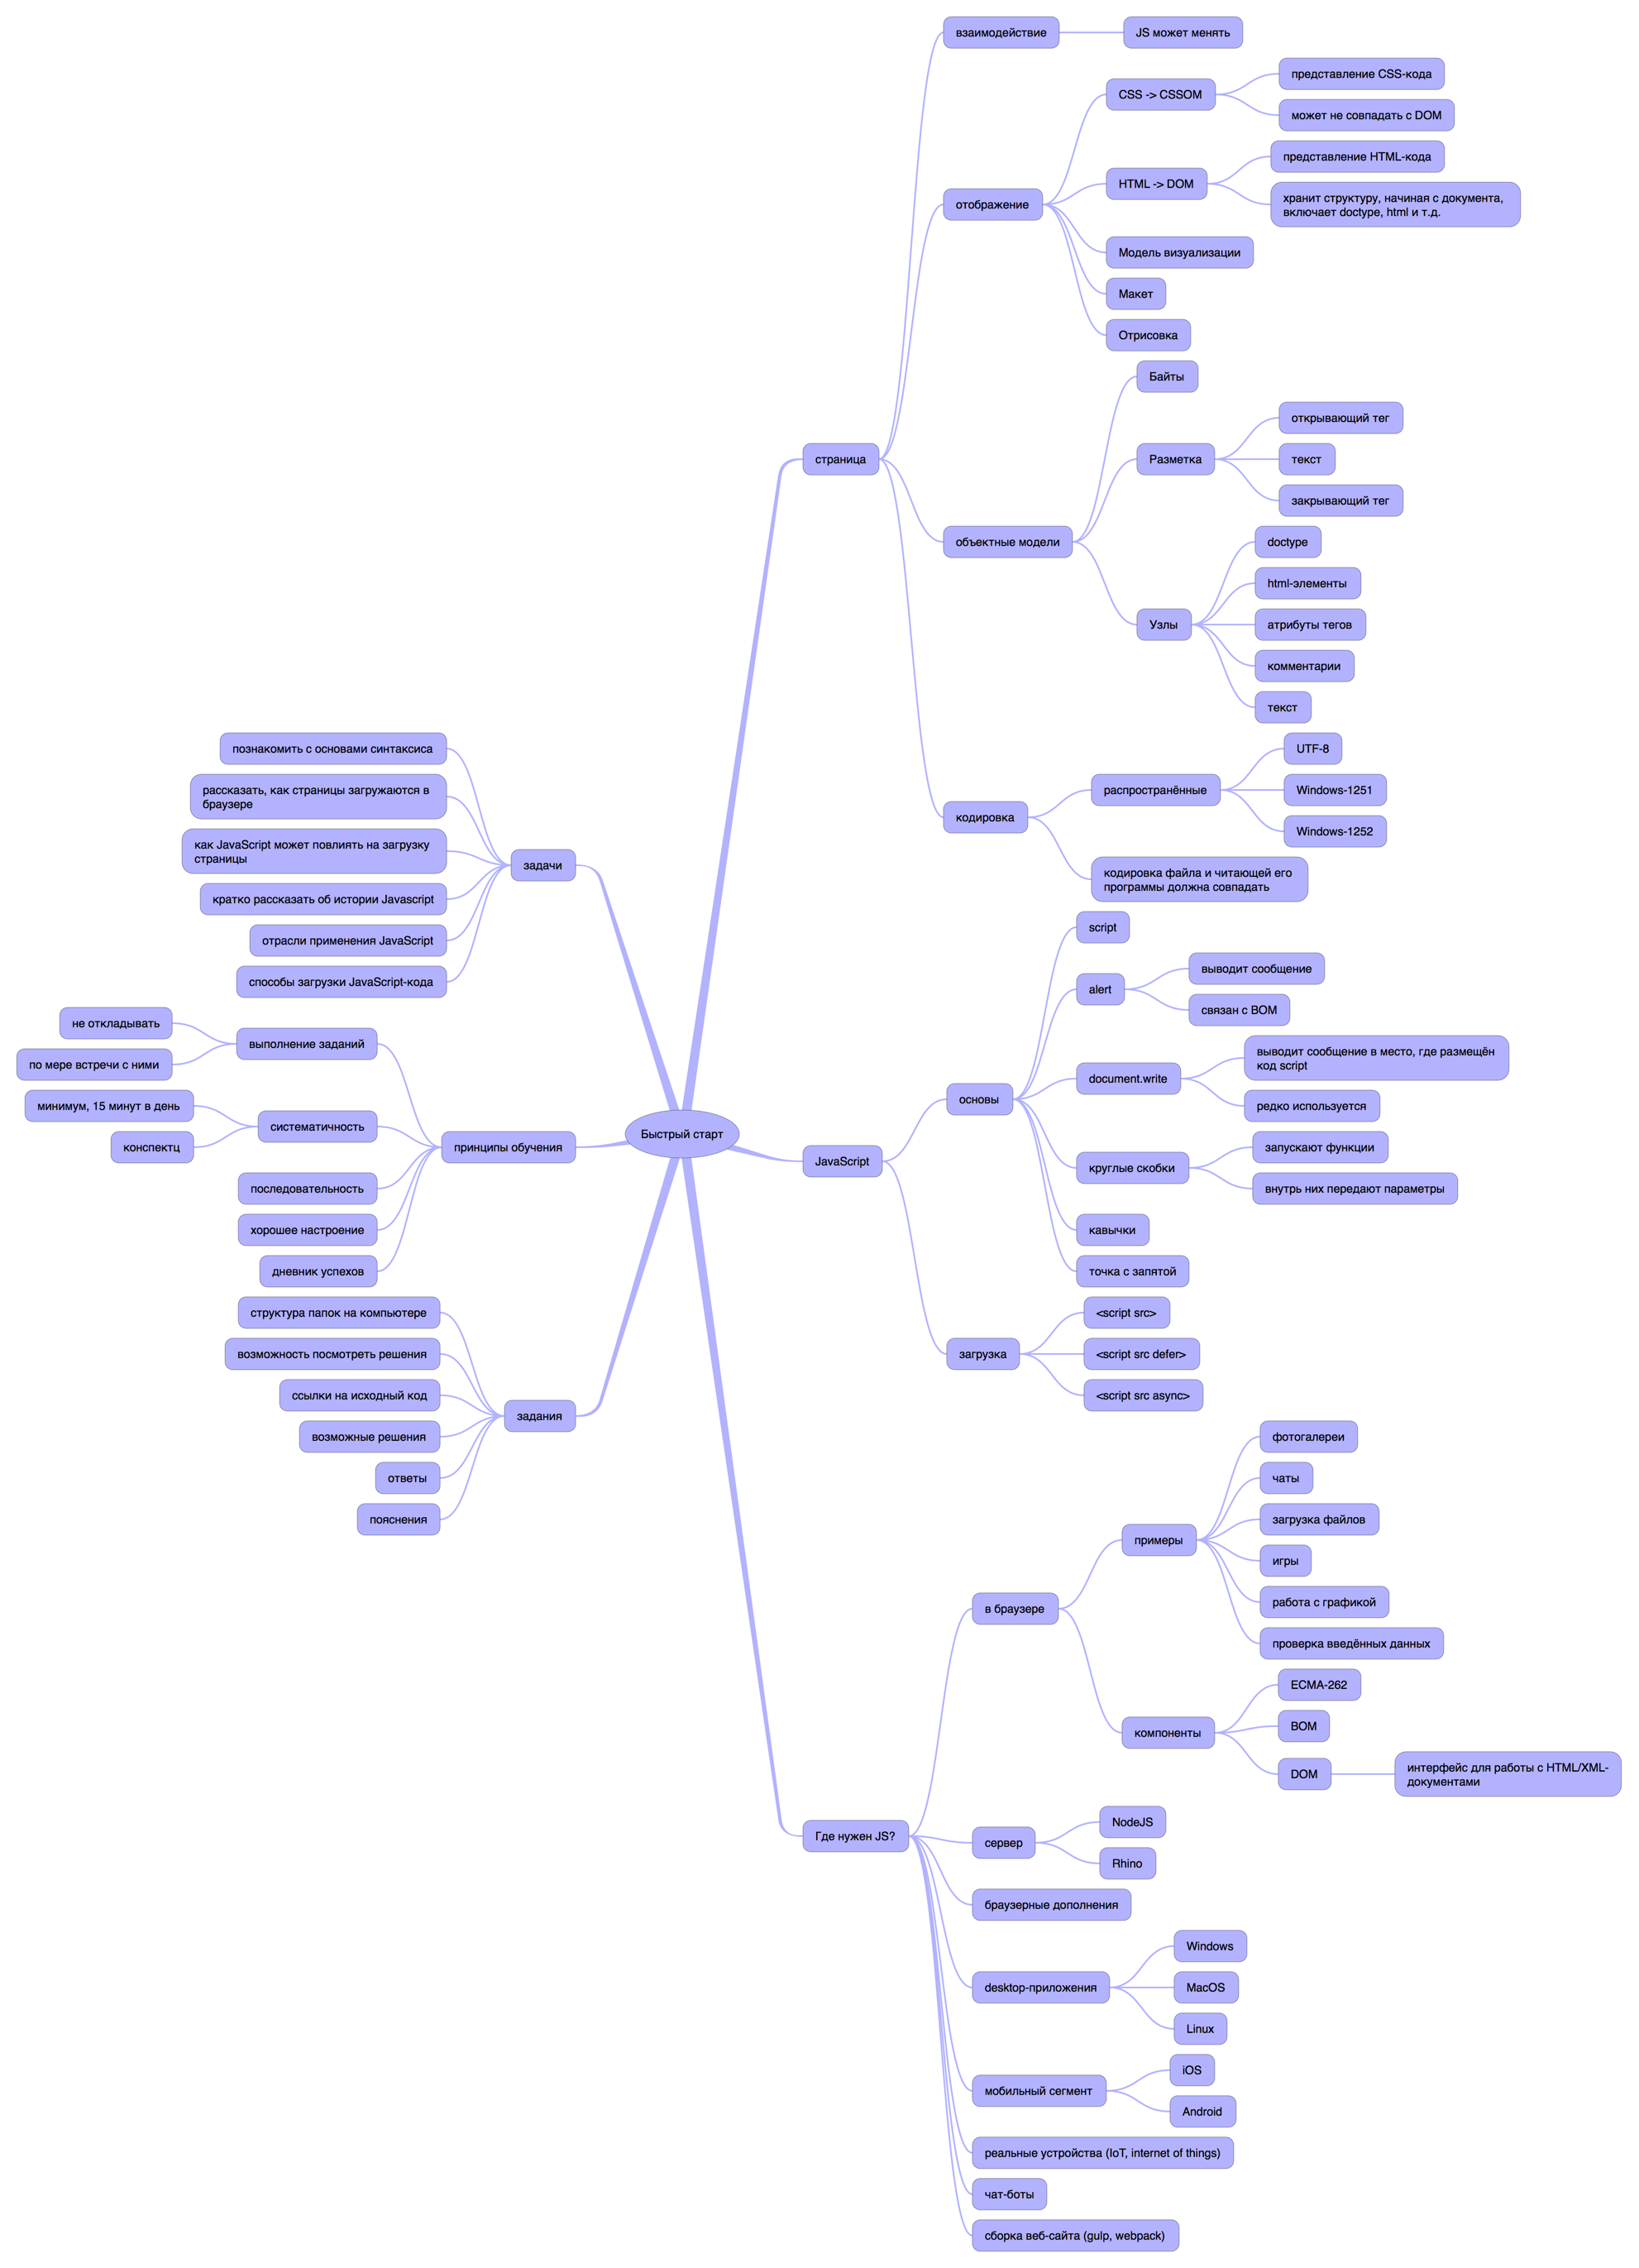 Быстрый старт
страница
взаимодействие
JS может менять
отображение
CSS -> CSSOM
представление CSS-кода
может не совпадать с DOM
HTML -> DOM
представление HTML-кода
хранит структуру, начиная с документа,
включает doctype, html и т.д.
Модель визуализации
Макет
Отрисовка
объектные модели
Байты
Разметка
открывающий тег
текст
закрывающий тег
Узлы
doctype
html-элементы
атрибуты тегов
комментарии
текст
кодировка
распространённые
UTF-8
Windows-1251
Windows-1252
кодировка файла и читающей его
программы должна совпадать
JavaScript
основы
script
alert
выводит сообщение
связан с BOM
document.write
выводит сообщение в место, где размещён
код script
редко используется
круглые скобки
запускают функции
внутрь них передают параметры
кавычки
точка с запятой
загрузка
<script src>
<script src defer>
<script src async>
Где нужен JS?
в браузере
примеры
фотогалереи
чаты
загрузка файлов
игры
работа с графикой
проверка введённых данных
компоненты
ECMA-262
BOM
DOM
интерфейс для работы с HTML/XML-
документами
сервер
NodeJS
Rhino
браузерные дополнения
desktop-приложения
Windows
MacOS
Linux
мобильный сегмент
iOS
Android
реальные устройства (IoT, internet of things)
чат-боты
сборка веб-сайта (gulp, webpack)
задачи
познакомить с основами синтаксиса
рассказать, как страницы загружаются в
браузере
как JavaScript может повлиять на загрузку
страницы
кратко рассказать об истории Javascript
отрасли применения JavaScript
способы загрузки JavaScript-кода
принципы обучения
выполнение заданий
не откладывать
по мере встречи с ними
систематичность
минимум, 15 минут в день
конспектц
последовательность
хорошее настроение
дневник успехов
задания
структура папок на компьютере
возможность посмотреть решения
ссылки на исходный код
возможные решения
ответы
пояснения